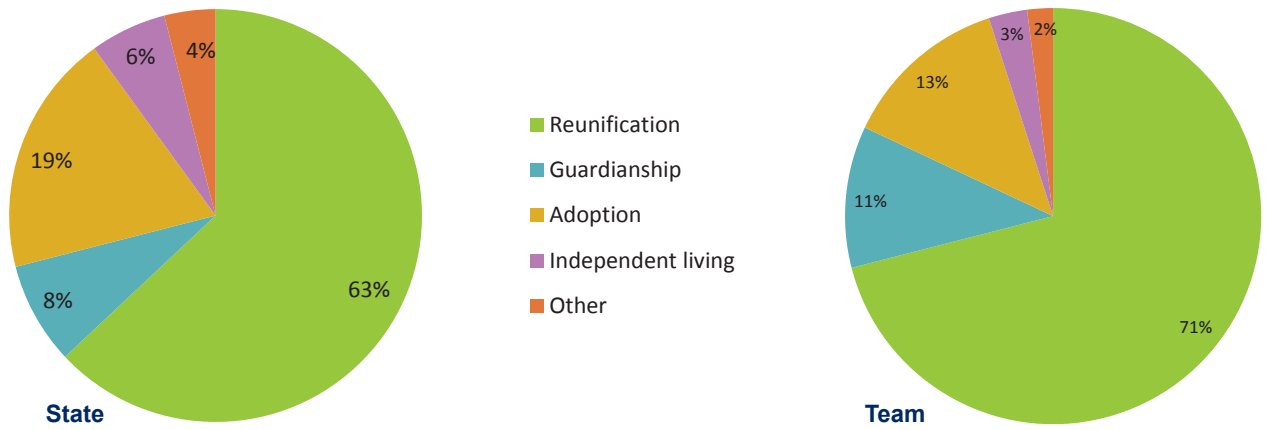 6%
4%
19%
8%
63%
State
Reunification
Guardianship
Adoption
Independent living
Other
3%
2%
13%
11%
71%
Team